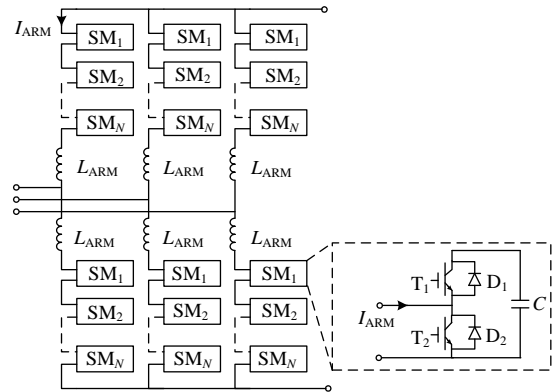 I_ARM
SM_1 SM_1 SM_1
SM_2 SM_2 SM_2
SM_N SM_N SM_N
L_ARM L_ARM L_ARM
L_ARM L_ARM L_ARM
SM_1 SM_1 SM_1
SM_2 SM_2 SM_2
SM_N SM_N SM_N
T_1 D_1 C
I_ARM
T_2 D_2